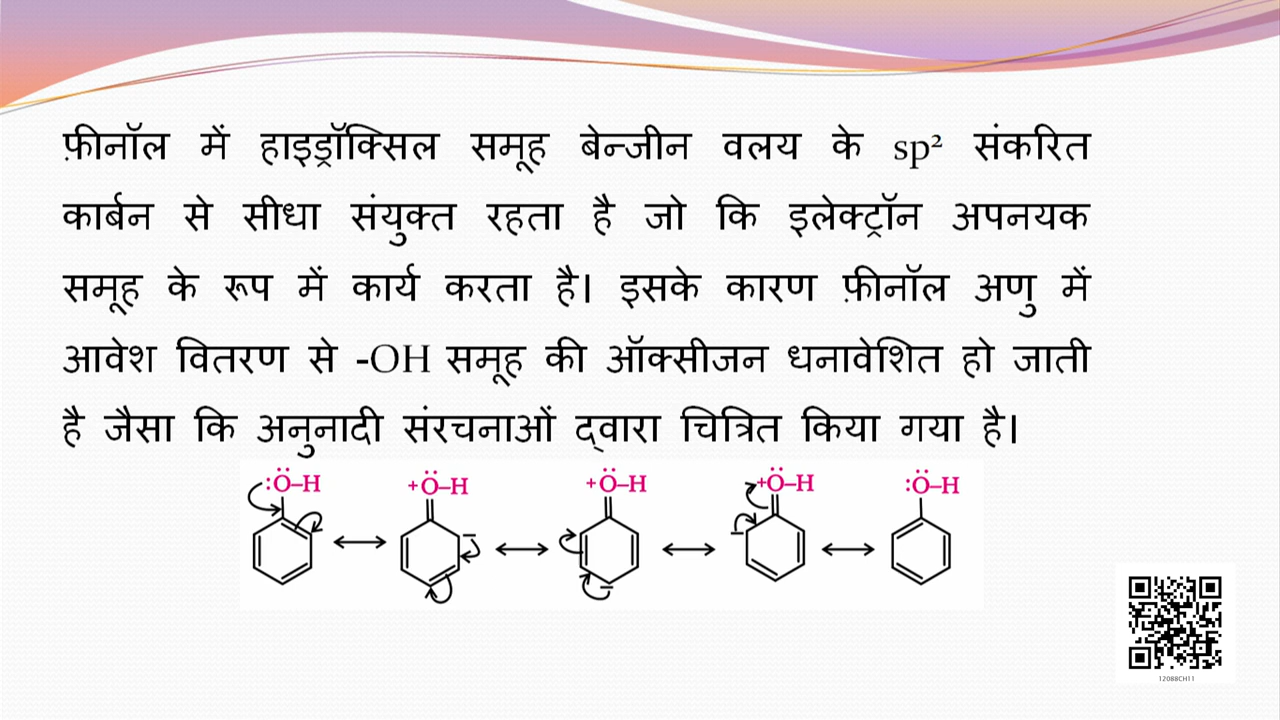 फ़ीनॉल में हाइड्रॉक्सिल समूह बेन्जीन वलय के sp² संकरित
कार्बन से सीधा संयुक्त रहता है जो कि इलेक्ट्रॉन अपनयक
समूह के रूप में कार्य करता है। इसके कारण फ़ीनॉल अणु में
आवेश वितरण से -OH समूह की ऑक्सीजन धनावेशित हो जाती
है जैसा कि अनुनादी संरचनाओं द्वारा चित्रित किया गया है।
:Ö–H +Ö–H +Ö–H +Ö–H :Ö–H
12088CH11